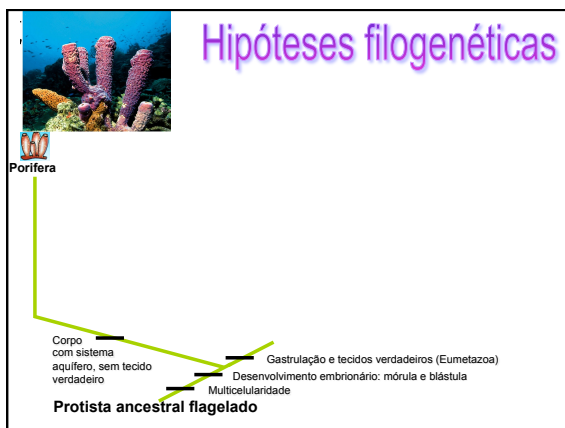 Hipóteses filogenéticas
Porifera
Corpo
com sistema
aquífero, sem tecido
verdadeiro
Gastrulação e tecidos verdadeiros (Eumetazoa)
Desenvolvimento embrionário: mórula e blástula
Multicelularidade
Protista ancestral flagelado